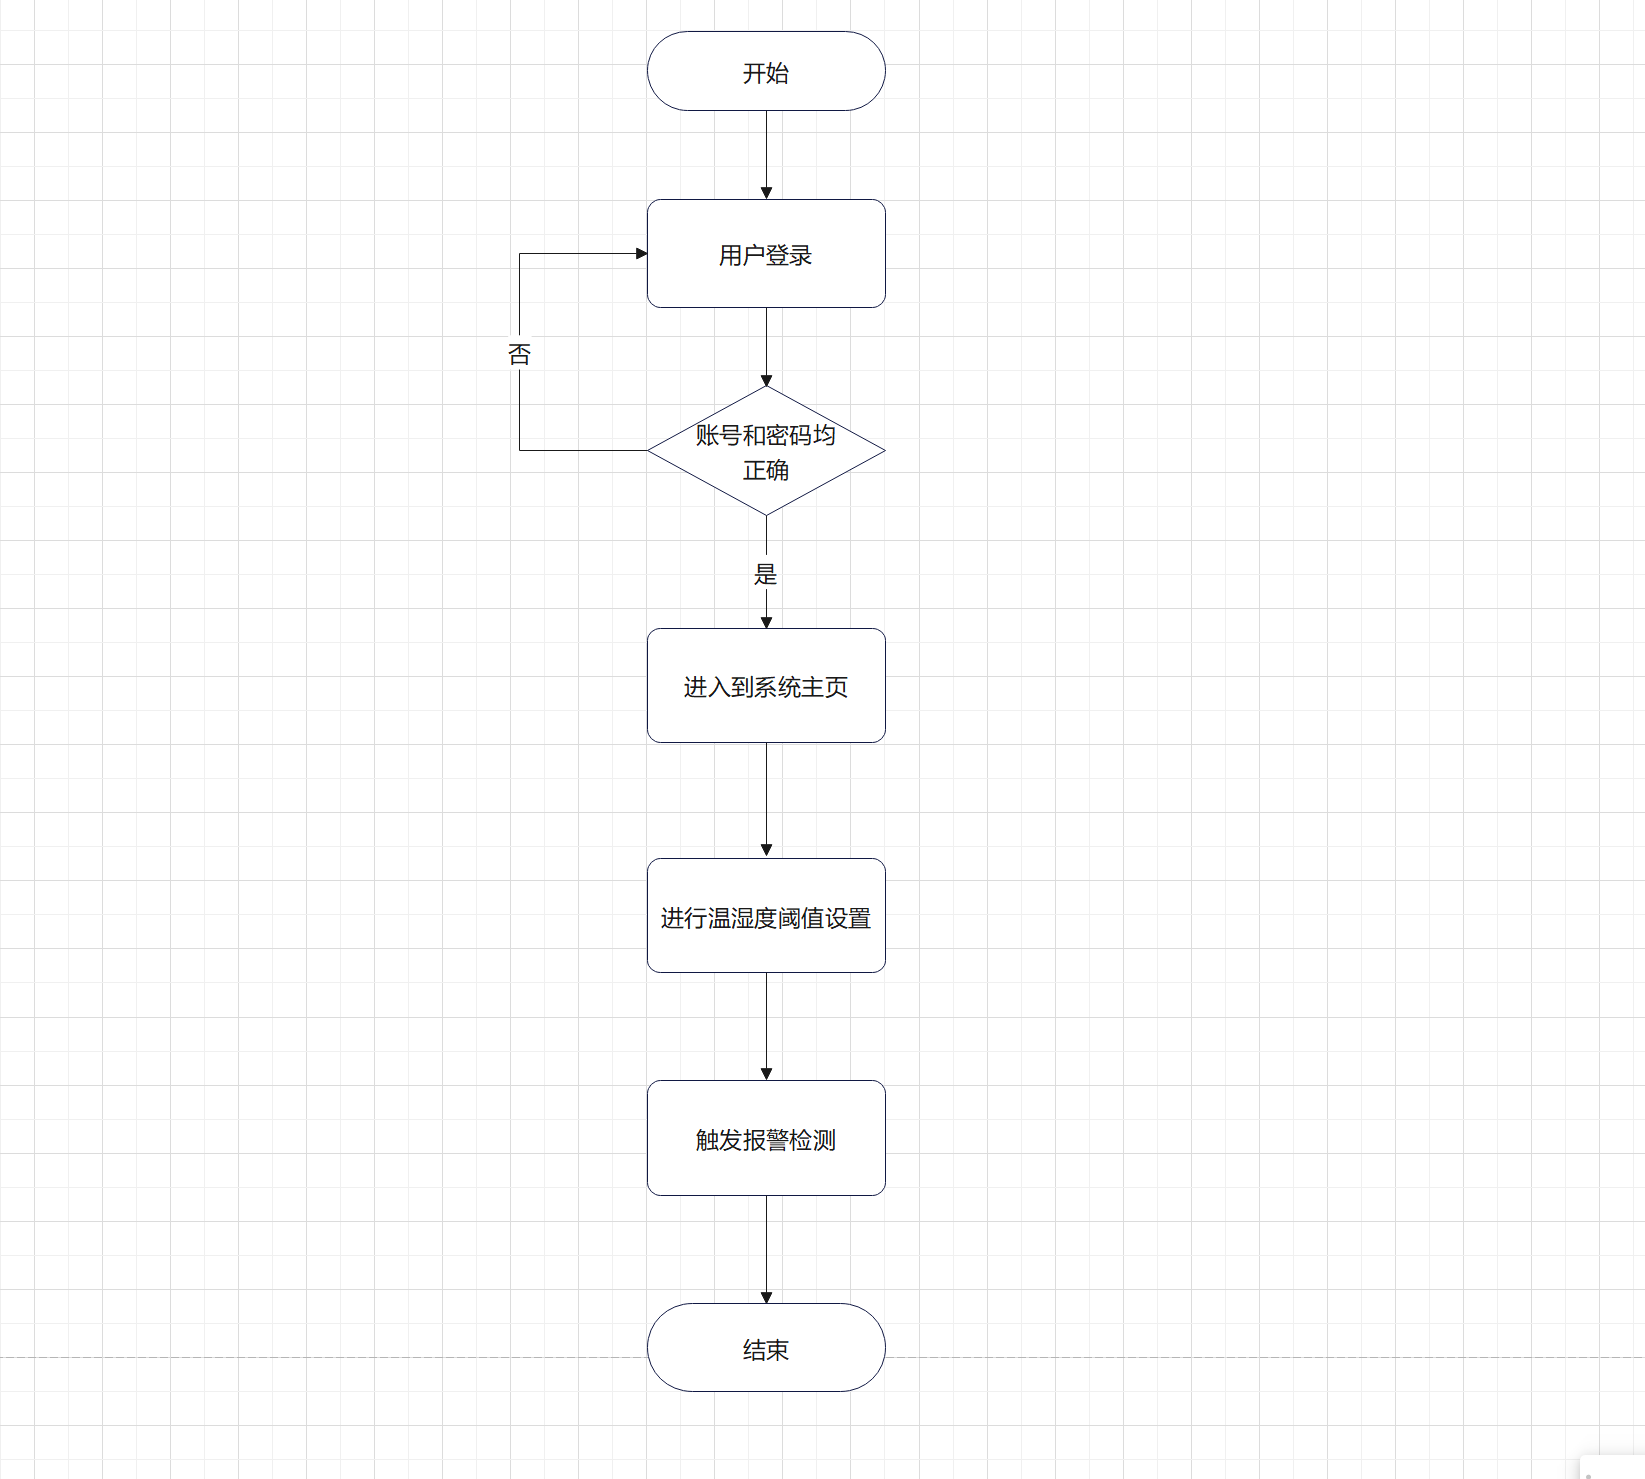 开始
用户登录
否
账号和密码均
正确
是
进入到系统主页
进行温湿度阈值设置
触发报警检测
结束